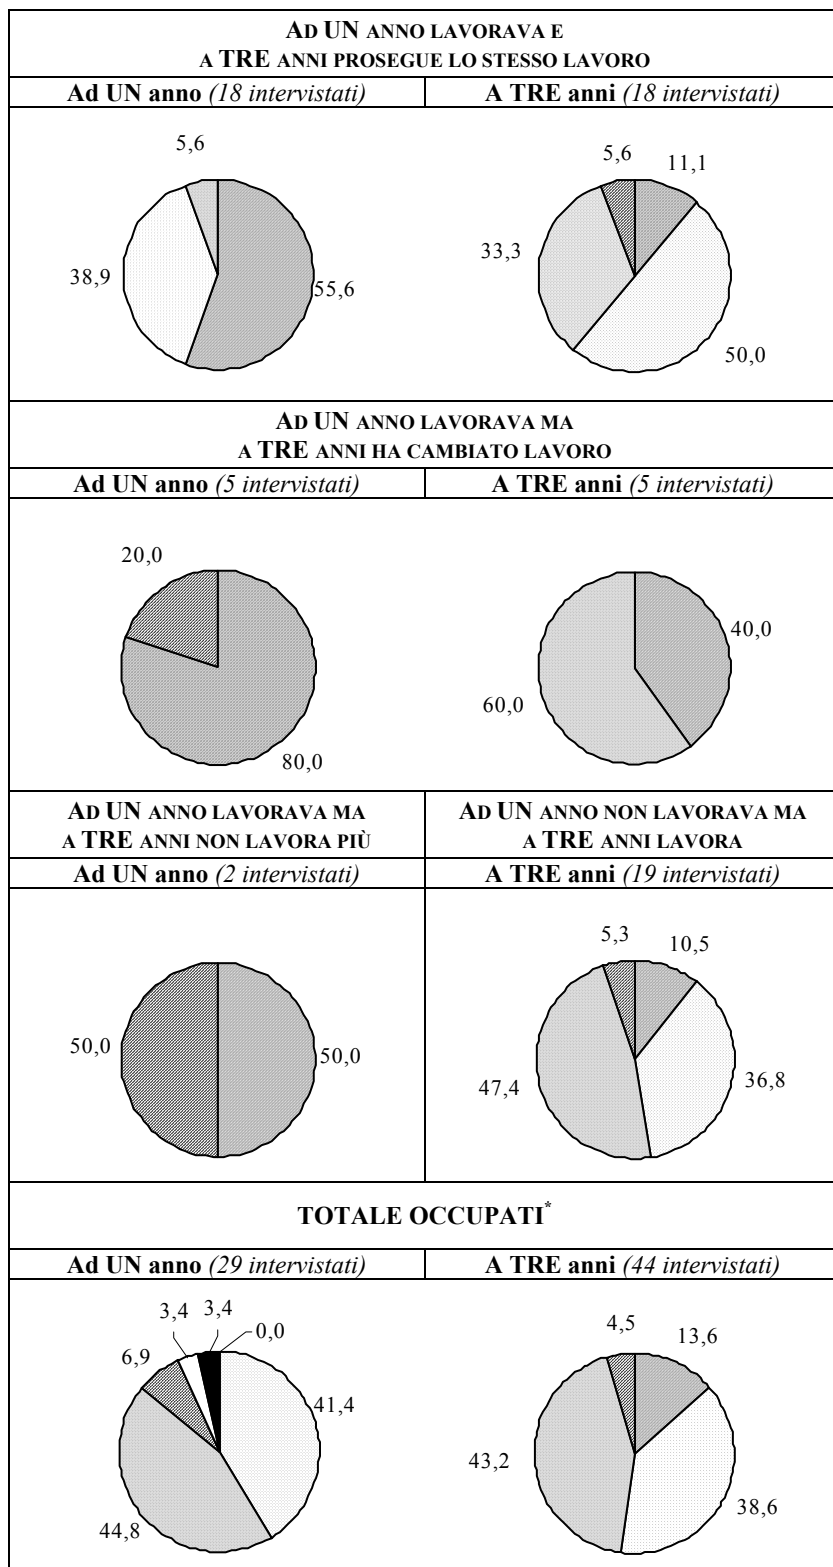 AD UN ANNO LAVORAVA E
A TRE ANNI PROSEGUE LO STESSO LAVORO
Ad UN anno (18 intervistati)
A TRE anni (18 intervistati)
5,6
38,9
55,6
5,6
11,1
33,3
50,0
AD UN ANNO LAVORAVA MA
A TRE ANNI HA CAMBIATO LAVORO
Ad UN anno (5 intervistati)
A TRE anni (5 intervistati)
20,0
80,0
40,0
60,0
AD UN ANNO LAVORAVA MA
A TRE ANNI NON LAVORA PIÙ
AD UN ANNO NON LAVORAVA MA
A TRE ANNI LAVORA
Ad UN anno (2 intervistati)
A TRE anni (19 intervistati)
50,0
50,0
5,3
10,5
47,4
36,8
TOTALE OCCUPATI*
Ad UN anno (29 intervistati)
A TRE anni (44 intervistati)
3,4
3,4
0,0
6,9
41,4
44,8
4,5
13,6
43,2
38,6